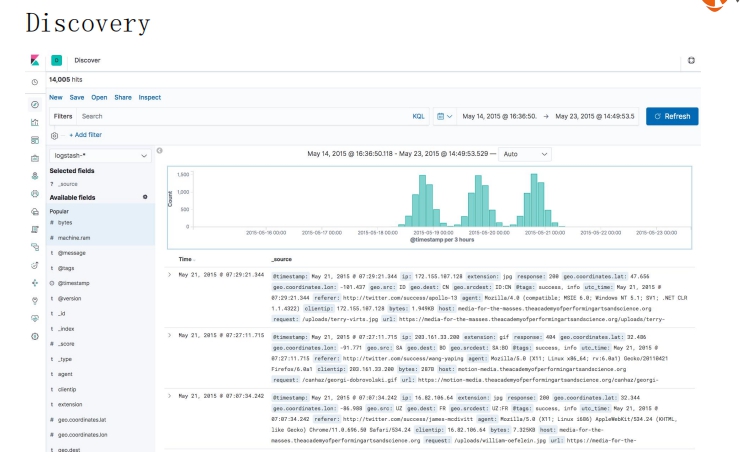 Discovery
D Discover
14,005 hits
New Save Open Share Inspect
Filters Search KQL May 14, 2015 @ 16:36:50. → May 23, 2015 @ 14:49:53.5 Refresh
+ Add filter
logstash-* May 14, 2015 @ 16:36:50.118 - May 23, 2015 @ 14:49:53.529 — Auto
Selected fields
? _source
Available fields
Popular
# bytes
# machine.ram
t @message
t @tags
@timestamp
t @version
t _id
t _index
# _score
t _type
t agent
t clientip
t extension
# geo.coordinates.lat
# geo.coordinates.lon
t geo.dest
Count
1,500
1,000
500
0
2015-05-16 00:00 2015-05-17 00:00 2015-05-18 00:00 2015-05-19 00:00 2015-05-20 00:00 2015-05-21 00:00 2015-05-22 00:00 2015-05-23 00:00
@timestamp per 3 hours
Time _source
May 21, 2015 @ 07:29:21.344 @timestamp: May 21, 2015 @ 07:29:21.344 ip: 172.155.107.128 extension: jpg response: 200 geo.coordinates.lat: 47.656
geo.coordinates.lon: -101.437 geo.src: ID geo.dest: CN geo.srcdest: ID:CN @tags: success, info utc_time: May 21, 2015 @
07:29:21.344 referer: http://twitter.com/success/apollo-13 agent: Mozilla/4.0 (compatible; MSIE 6.0; Windows NT 5.1; SV1; .NET CLR
1.1.4322) clientip: 172.155.107.128 bytes: 1.949KB host: media-for-the-masses.theacademyofperformingartsandscience.org
request: /uploads/terry-virts.jpg url: https://media-for-the-masses.theacademyofperformingartsandscience.org/uploads/terry-
May 21, 2015 @ 07:27:11.715 @timestamp: May 21, 2015 @ 07:27:11.715 ip: 203.161.33.200 extension: gif response: 404 geo.coordinates.lat: 32.486
geo.coordinates.lon: -91.771 geo.src: SA geo.dest: BO geo.srcdest: SA:BO @tags: success, info utc_time: May 21, 2015 @
07:27:11.715 referer: http://twitter.com/success/wang-yaping agent: Mozilla/5.0 (X11; Linux x86_64; rv:6.0a1) Gecko/20110421
Firefox/6.0a1 clientip: 203.161.33.200 bytes: 207B host: motion-media.theacademyofperformingartsandscience.org
request: /canhaz/georgi-dobrovolski.gif url: https://motion-media.theacademyofperformingartsandscience.org/canhaz/georgi-
May 21, 2015 @ 07:07:34.242 @timestamp: May 21, 2015 @ 07:07:34.242 ip: 16.82.106.64 extension: jpg response: 200 geo.coordinates.lat: 32.344
geo.coordinates.lon: -86.988 geo.src: UZ geo.dest: FR geo.srcdest: UZ:FR @tags: success, info utc_time: May 21, 2015 @
07:07:34.242 referer: http://twitter.com/success/james-mcdivitt agent: Mozilla/5.0 (X11; Linux i686) AppleWebKit/534.24 (KHTML,
like Gecko) Chrome/11.0.696.50 Safari/534.24 clientip: 16.82.106.64 bytes: 7.325KB host: media-for-the-
masses.theacademyofperformingartsandscience.org request: /uploads/william-oefelein.jpg url: https://media-for-the-